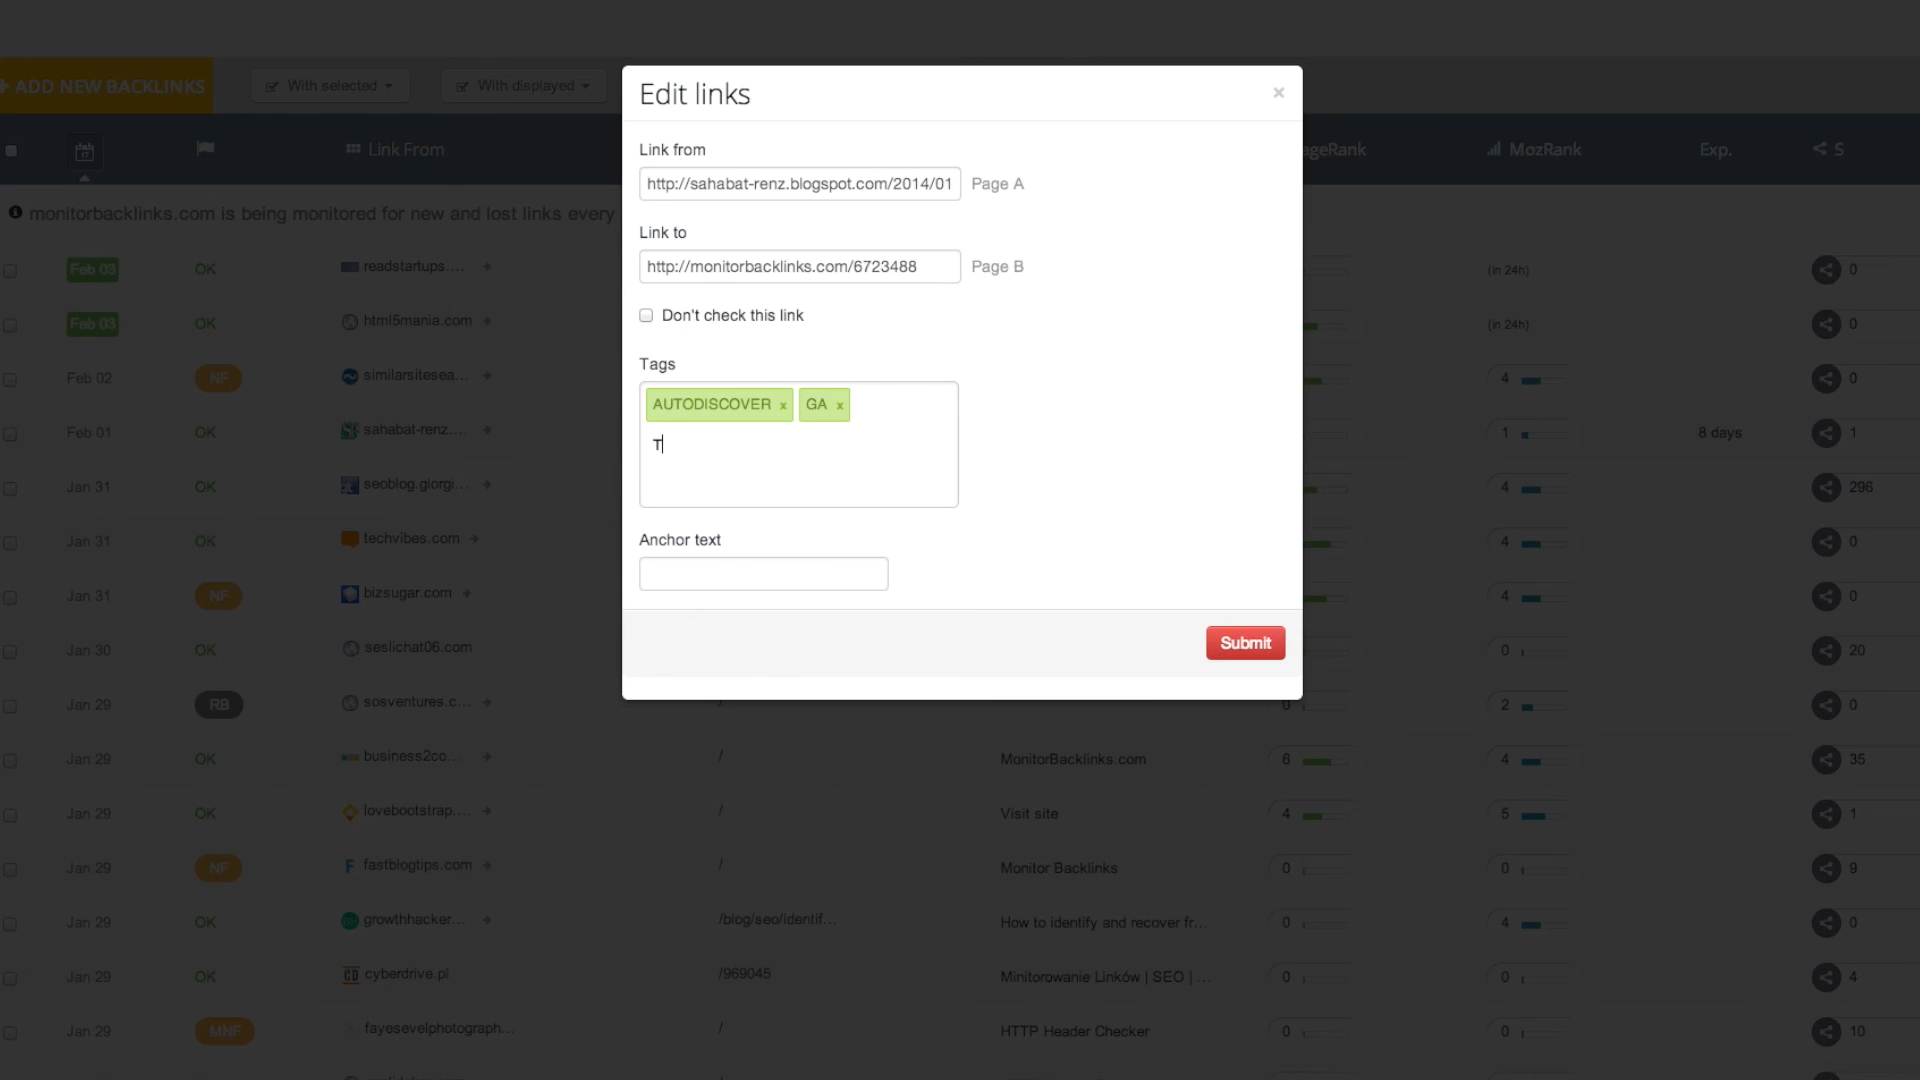 + ADD NEW BACKLINKS
With selected
With displayed
Edit links
×
17
Link From
ageRank
MozRank
Exp.
S
monitorbacklinks.com is being monitored for new and lost links every
Link from
http://sahabat-renz.blogspot.com/2014/01
Page A
Link to
http://monitorbacklinks.com/6723488
Page B
Don't check this link
Tags
AUTODISCOVER x
GA x
T
Anchor text
Submit
Feb 03 OK readstartups.... (in 24h) 0
Feb 03 OK html5mania.com (in 24h) 0
Feb 02 NF similarsitesea... 4 0
Feb 01 OK sahabat-renz.... 1 8 days 1
Jan 31 OK seoblog.giorgi... 4 296
Jan 31 OK techvibes.com 4 0
Jan 31 NF bizsugar.com 4 0
Jan 30 OK seslichat06.com 0 20
Jan 29 RB sosventures.c... / 0 2 0
Jan 29 OK business2co... / MonitorBacklinks.com 6 4 35
Jan 29 OK lovebootstrap.... / Visit site 4 5 1
Jan 29 NF fastblogtips.com / Monitor Backlinks 0 0 9
Jan 29 OK growthhacker... /blog/seo/identif... How to identify and recover fr... 0 4 0
Jan 29 OK cyberdrive.pl /969045 Minitorowanie Linków | SEO | ... 0 0 4
Jan 29 MNF fayesevelphotograph... / HTTP Header Checker 0 0 10